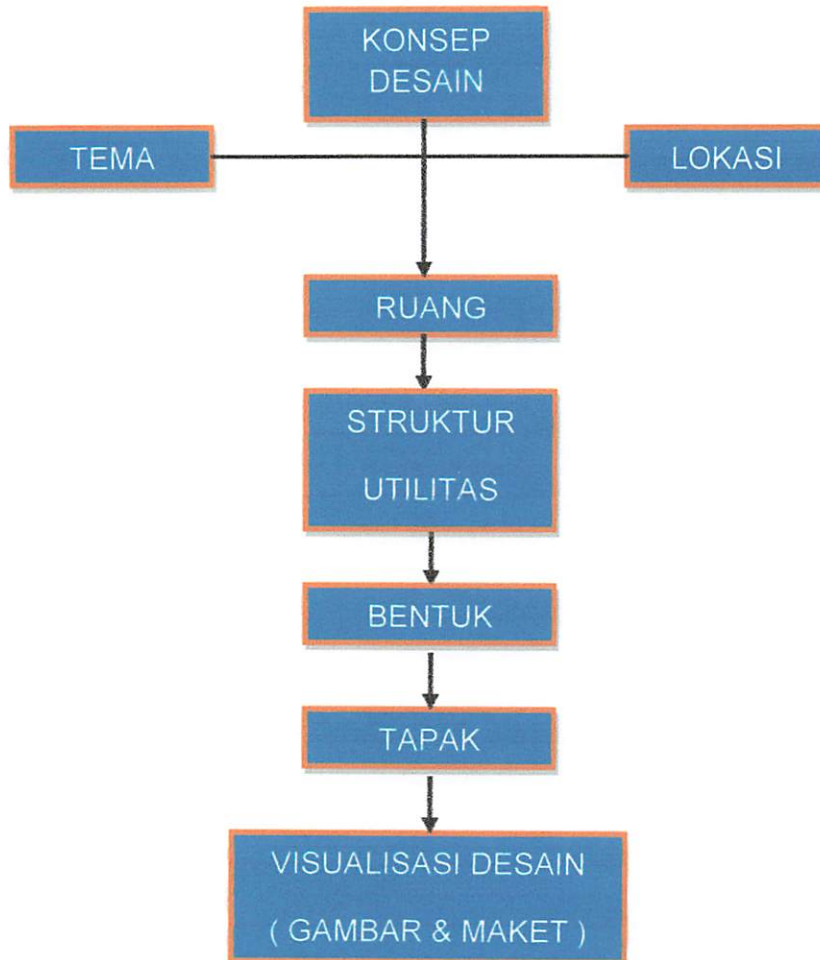 KONSEP
DESAIN
TEMA
LOKASI
RUANG
STRUKTUR
UTILITAS
BENTUK
TAPAK
VISUALISASI DESAIN
( GAMBAR & MAKET )